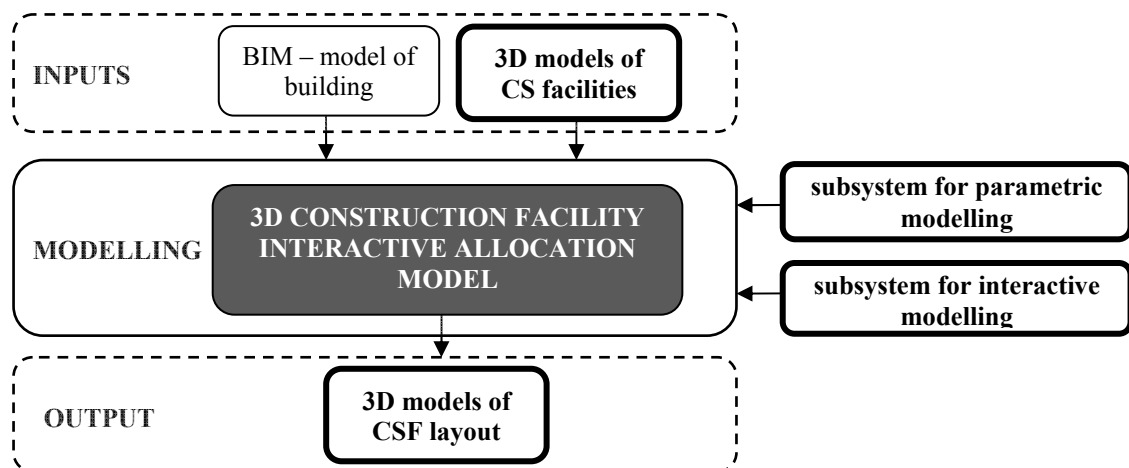 INPUTS
BIM – model of
building
3D models of
CS facilities
MODELLING
3D CONSTRUCTION FACILITY
INTERACTIVE ALLOCATION
MODEL
subsystem for parametric
modelling
subsystem for interactive
modelling
OUTPUT
3D models of
CSF layout